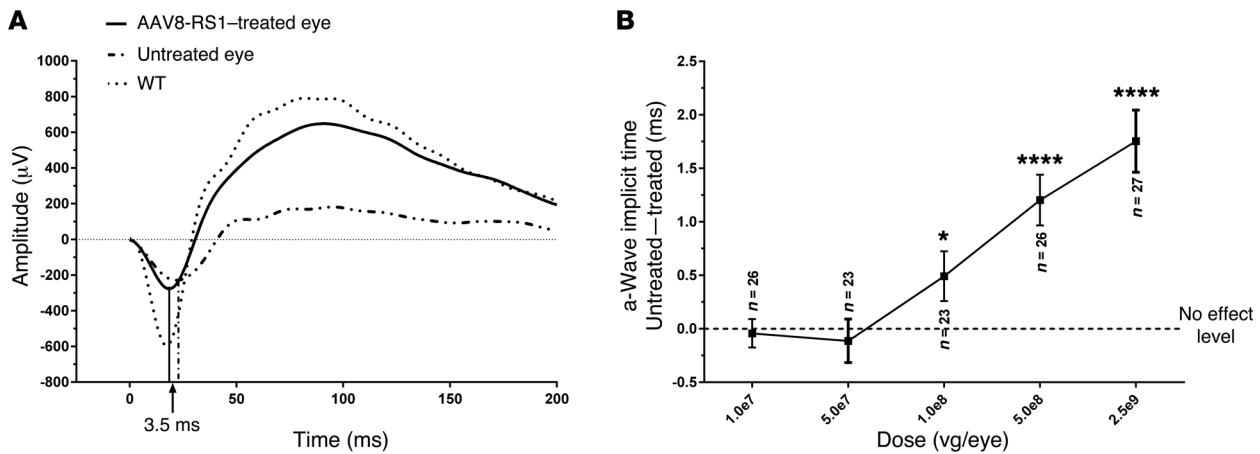 A
AAV8-RS1–treated eye
Untreated eye
WT
1000
800
600
400
200
0
-200
-400
-600
-800
Amplitude (μV)
0
50
100
150
200
3.5 ms
Time (ms)
B
2.5
2.0
1.5
1.0
0.5
0.0
-0.5
a-Wave implicit time
Untreated—treated (ms)
n = 26
n = 23
*
n = 23
****
n = 26
****
n = 27
No effect
level
1.0e7
5.0e7
1.0e8
5.0e8
2.5e9
Dose (vg/eye)